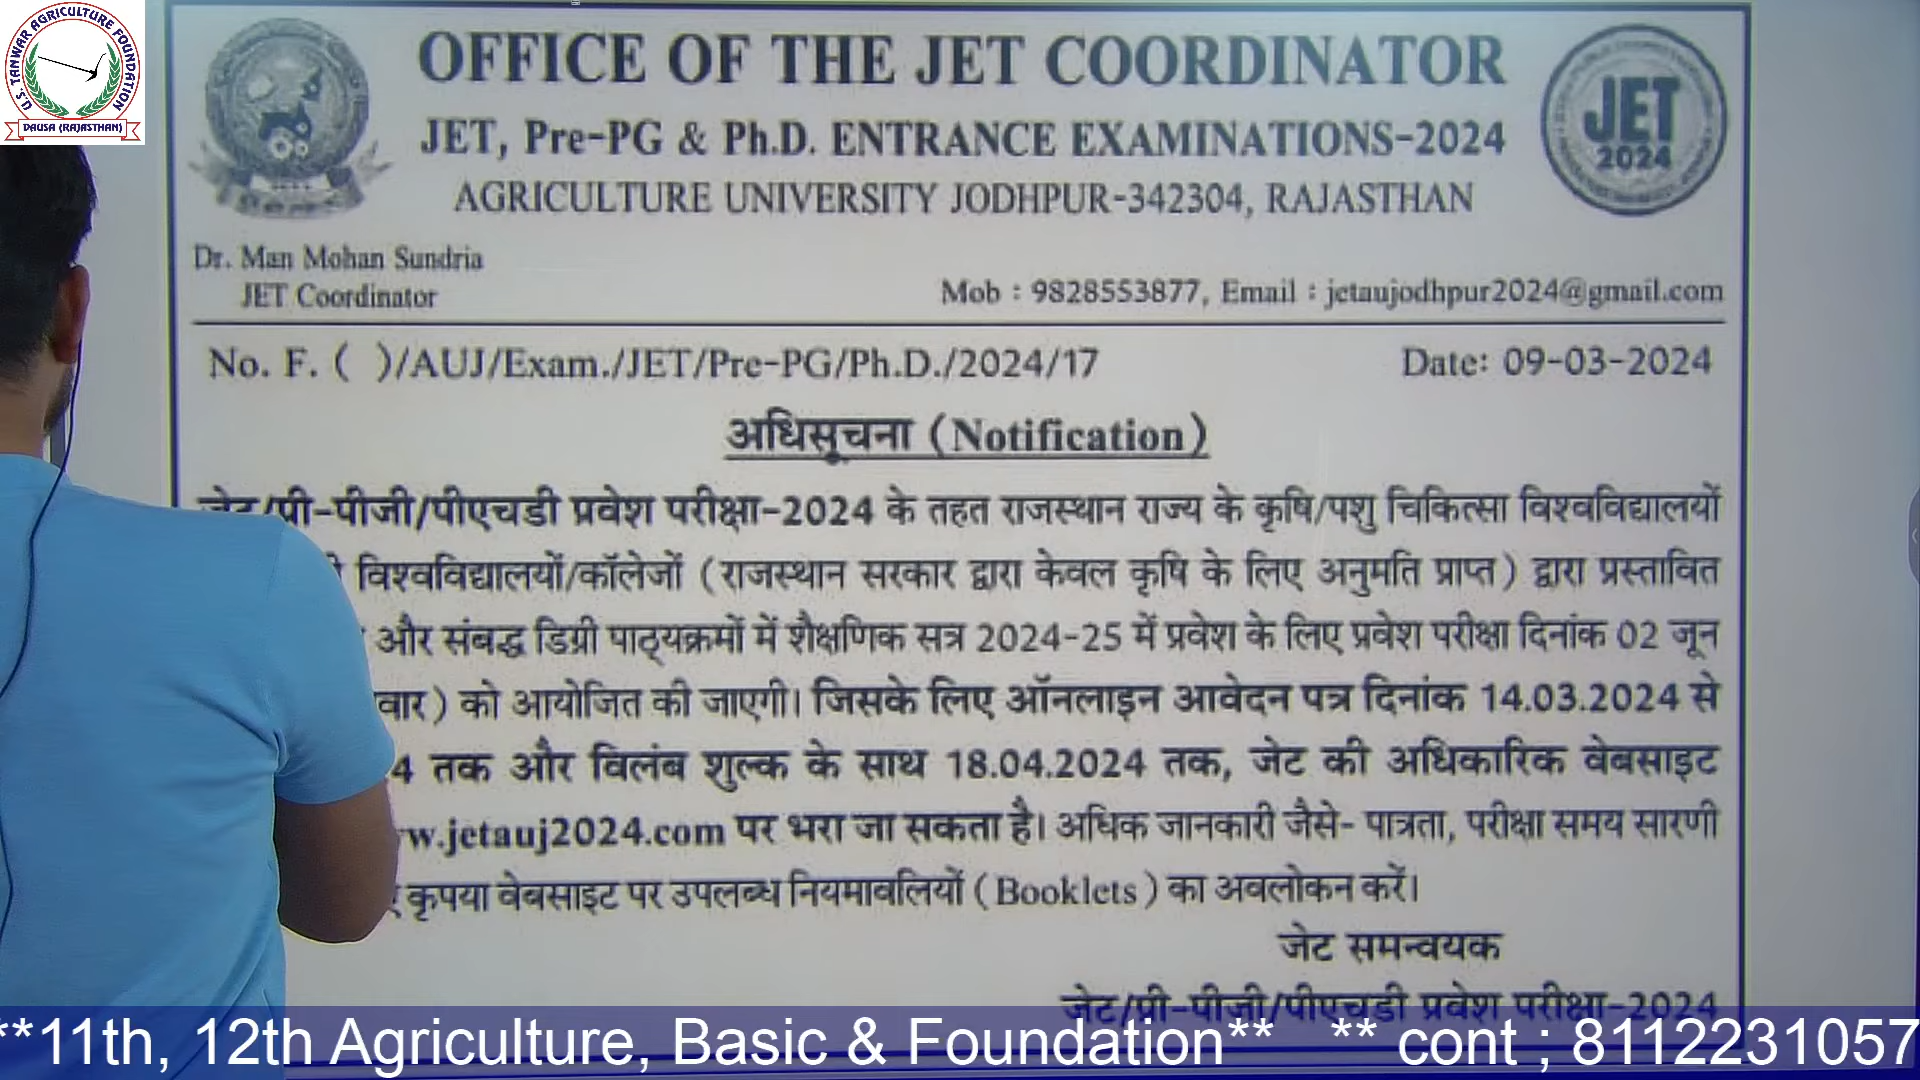 U.S. TANWAR AGRICULTURE FOUNDATION
DAUSA (RAJASTHAN)
OFFICE OF THE JET COORDINATOR
JET, Pre-PG & Ph.D. ENTRANCE EXAMINATIONS-2024
AGRICULTURE UNIVERSITY JODHPUR-342304, RAJASTHAN
JET
2024
Dr. Man Mohan Sundria
JET Coordinator
Mob : 9828553877, Email : jetaujodhpur2024@gmail.com
No. F. ( )/AUJ/Exam./JET/Pre-PG/Ph.D./2024/17
Date: 09-03-2024
अधिसूचना (Notification)
जेट/प्री-पीजी/पीएचडी प्रवेश परीक्षा-2024 के तहत राजस्थान राज्य के कृषि/पशु चिकित्सा विश्वविद्यालयों
विश्वविद्यालयों/कॉलेजों (राजस्थान सरकार द्वारा केवल कृषि के लिए अनुमति प्राप्त) द्वारा प्रस्तावित
और संबद्ध डिग्री पाठ्यक्रमों में शैक्षणिक सत्र 2024-25 में प्रवेश के लिए प्रवेश परीक्षा दिनांक 02 जून
वार) को आयोजित की जाएगी। जिसके लिए ऑनलाइन आवेदन पत्र दिनांक 14.03.2024 से
4 तक और विलंब शुल्क के साथ 18.04.2024 तक, जेट की अधिकारिक वेबसाइट
w.jetauj2024.com पर भरा जा सकता है। अधिक जानकारी जैसे- पात्रता, परीक्षा समय सारणी
कृपया वेबसाइट पर उपलब्ध नियमावलियों (Booklets) का अवलोकन करें।
जेट समन्वयक
जेट/प्री-पीजी/पीएचडी प्रवेश परीक्षा-2024
**11th, 12th Agriculture, Basic & Foundation** ** cont ; 8112231057